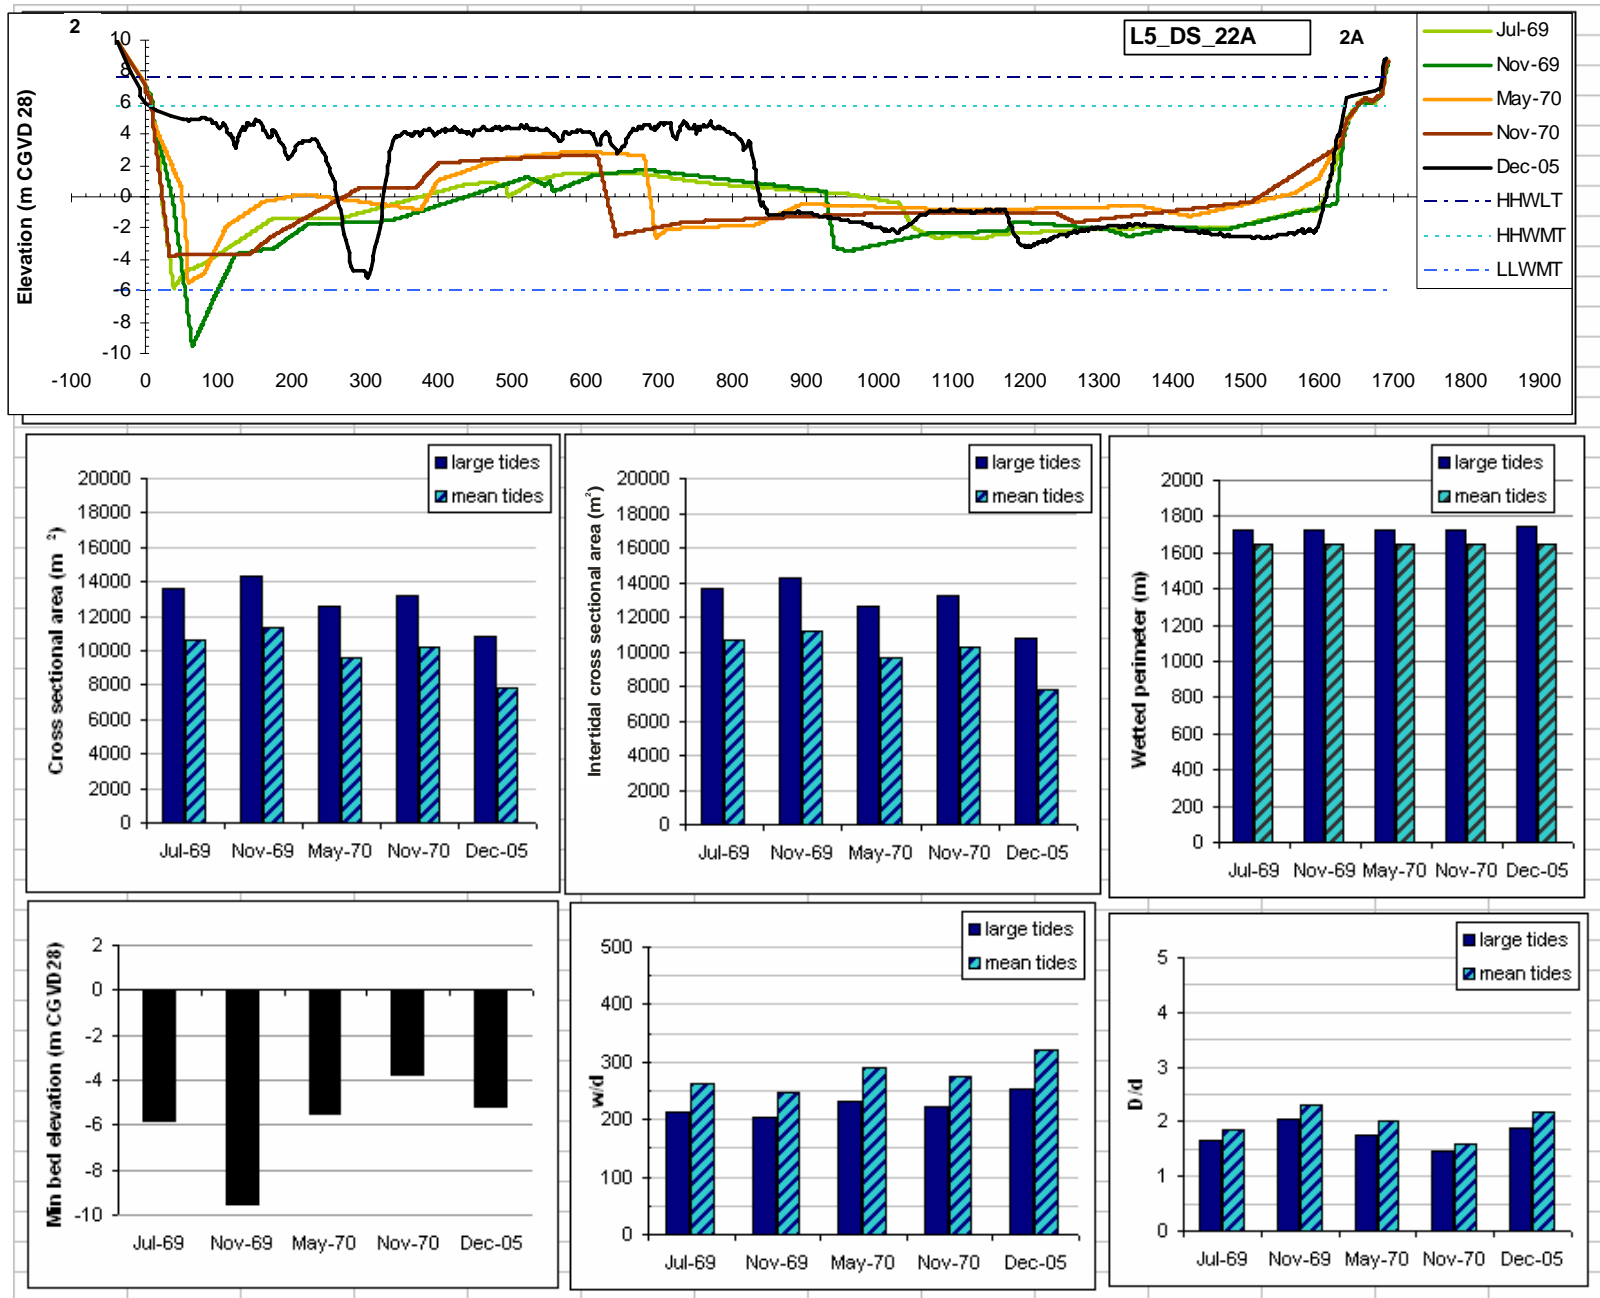 2
L5_DS_22A
2A
Elevation (m CGVD 28)
10
8
6
4
2
0
-2
-4
-6
-8
-10
-100 0 100 200 300 400 500 600 700 800 900 1000 1100 1200 1300 1400 1500 1600 1700 1800 1900
Jul-69
Nov-69
May-70
Nov-70
Dec-05
HHWLT
HHWMT
LLWMT
large tides
mean tides
Cross sectional area (m 2)
20000
18000
16000
14000
12000
10000
8000
6000
4000
2000
0
Jul-69 Nov-69 May-70 Nov-70 Dec-05
large tides
mean tides
Intertidal cross sectional area (m²)
20000
18000
16000
14000
12000
10000
8000
6000
4000
2000
0
Jul-69 Nov-69 May-70 Nov-70 Dec-05
large tides
mean tides
Wetted perimeter (m)
2000
1800
1600
1400
1200
1000
800
600
400
200
0
Jul-69 Nov-69 May-70 Nov-70 Dec-05
Min bed elevation (m CGVD28)
2
0
-2
-4
-6
-8
-10
Jul-69 Nov-69 May-70 Nov-70 Dec-05
large tides
mean tides
w/d
500
400
300
200
100
0
Jul-69 Nov-69 May-70 Nov-70 Dec-05
large tides
mean tides
D/d
5
4
3
2
1
0
Jul-69 Nov-69 May-70 Nov-70 Dec-05